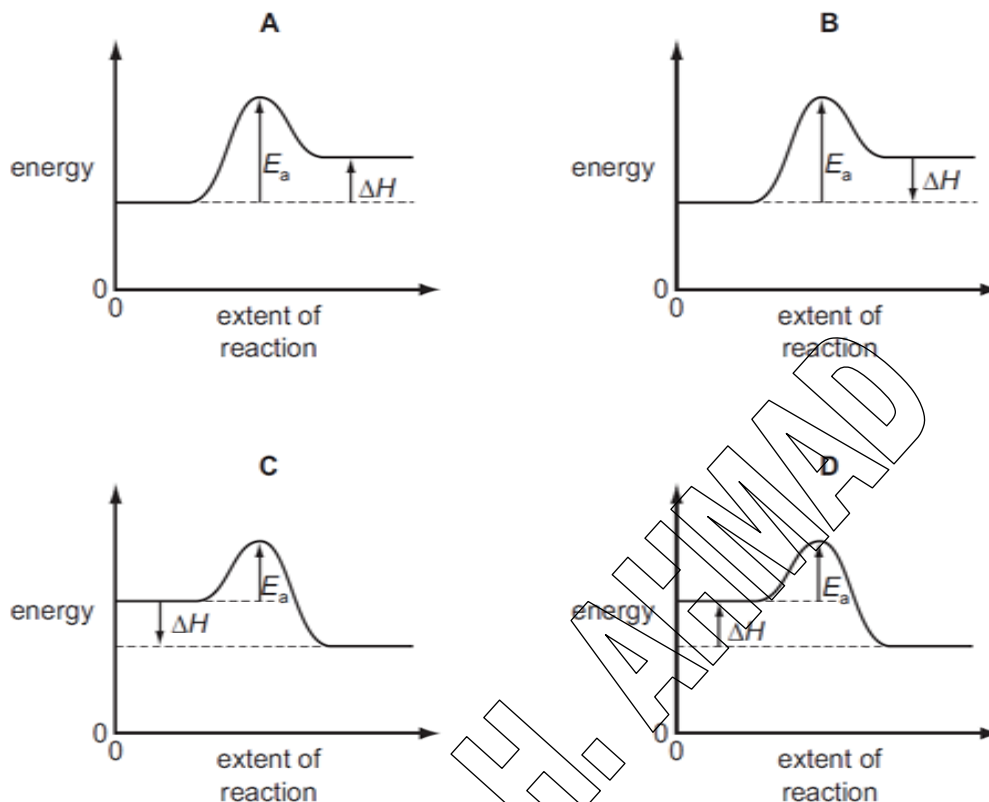 A
B
energy
Eₐ
ΔH
0
0
extent of
reaction
energy
Eₐ
ΔH
0
0
extent of
reaction
C
D
energy
Eₐ
ΔH
0
0
extent of
reaction
energy
Eₐ
ΔH
0
0
extent of
reaction
H. AHMAD